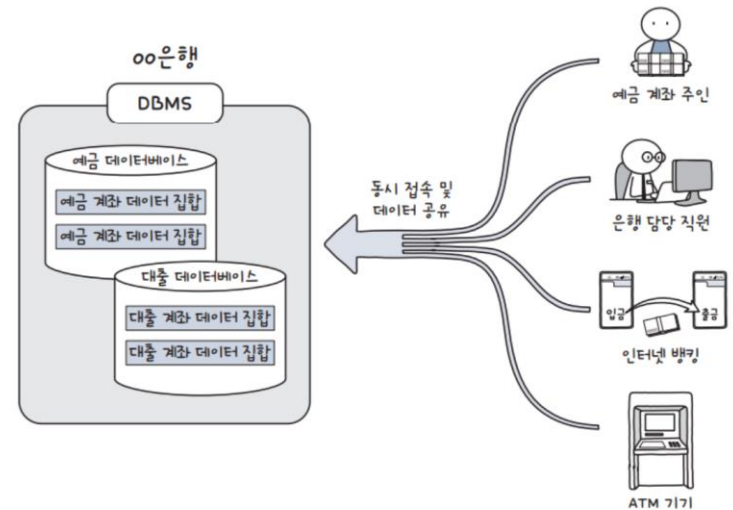 oo은행
DBMS
예금 데이터베이스
예금 계좌 데이터 집합
예금 계좌 데이터 집합
대출 데이터베이스
대출 계좌 데이터 집합
대출 계좌 데이터 집합
동시 접속 및
데이터 공유
예금 계좌 주인
은행 담당 직원
입금
출금
인터넷 뱅킹
ATM 기기